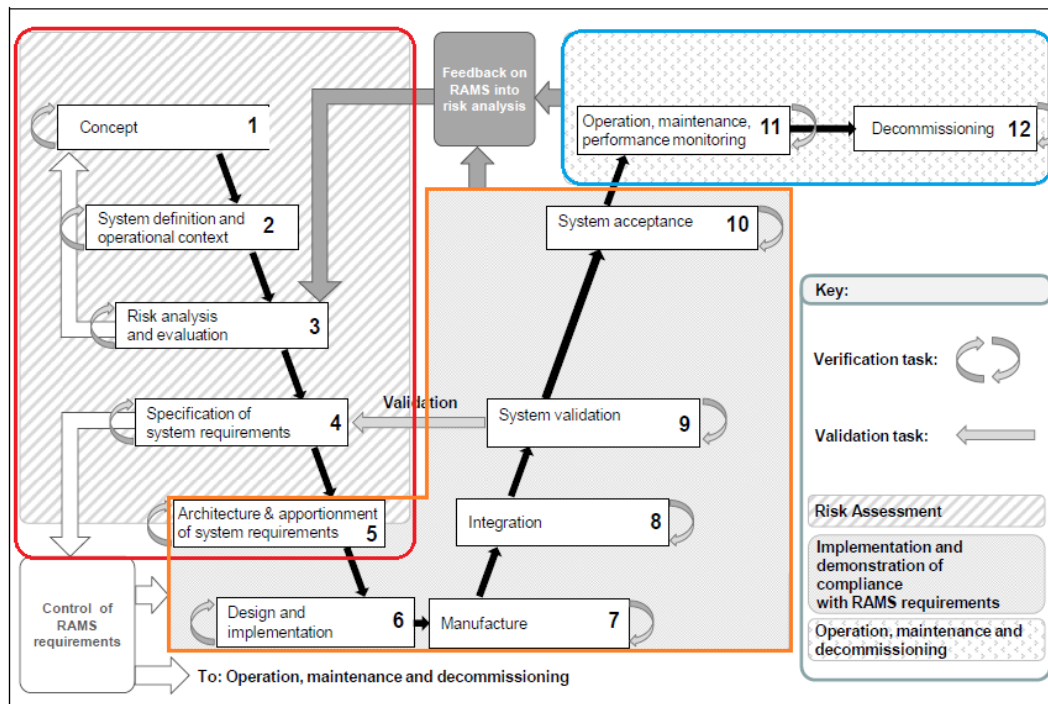 Feedback on
RAMS into
risk analysis
Concept 1
Operation, maintenance,
performance monitoring 11
Decommissioning 12
System definition and
operational context 2
System acceptance 10
Risk analysis
and evaluation 3
Key:
Verification task:
Validation
Specification of
system requirements 4
System validation 9
Validation task:
Architecture & apportionment
of system requirements 5
Integration 8
Risk Assessment
Implementation and
demonstration of
compliance
with RAMS requirements
Control of
RAMS
requirements
Design and
implementation 6
Manufacture 7
Operation, maintenance and
decommissioning
To: Operation, maintenance and decommissioning